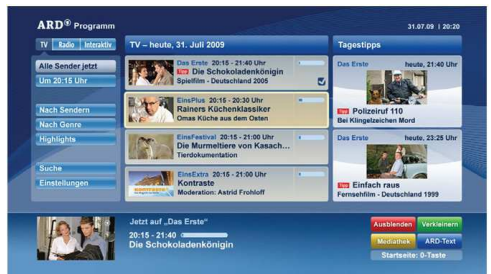 ARD® Programm
31.07.09 | 20:20
TV Radio Interaktiv
TV – heute, 31. Juli 2009
Tagestipps
Alle Sender jetzt
Um 20:15 Uhr
Nach Sendern
Nach Genre
Highlights
Suche
Einstellungen
Das Erste 20:15 - 21:40 Uhr
Tipp Die Schokoladenkönigin
Spielfilm - Deutschland 2005
EinsPlus 20:15 - 20:30 Uhr
Rainers Küchenklassiker
Omas Küche aus dem Osten
EinsFestival 20:15 - 21:00 Uhr
Die Murmeltiere von Kasach...
Tierdokumentation
EinsExtra 20:15 - 21:00 Uhr
Kontraste
Moderation: Astrid Frohloff
Das Erste heute, 21:40 Uhr
Tipp Polizeiruf 110
Bei Klingelzeichen Mord
Das Erste heute, 23:25 Uhr
Tipp Einfach raus
Fernsehfilm - Deutschland 1999
Jetzt auf „Das Erste“
20:15 - 21:40
Die Schokoladenkönigin
Ausblenden Verkleinern
Mediathek ARD-Text
Startseite: 0-Taste